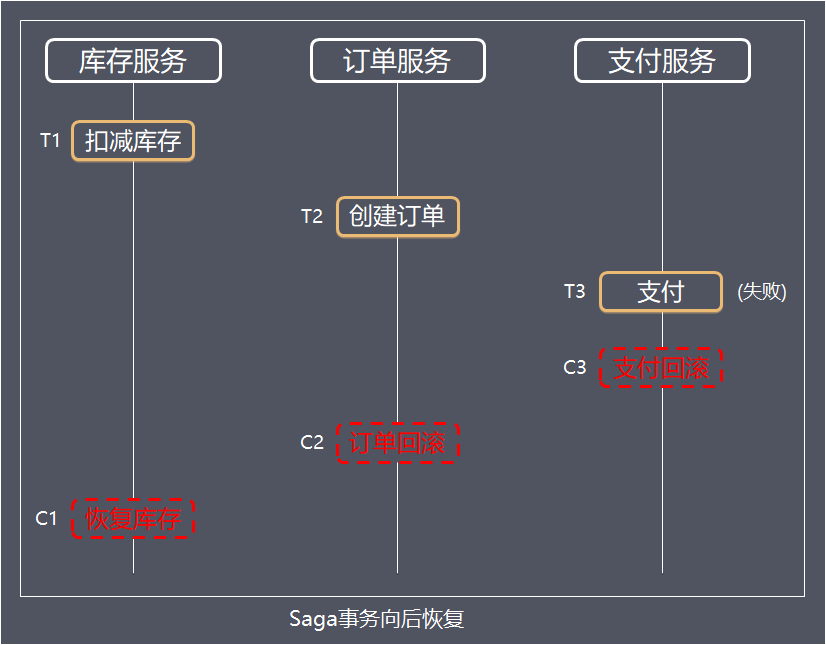 库存服务 订单服务 支付服务
T1 扣减库存
T2 创建订单
T3 支付 (失败)
C3 支付回滚
C2 订单回滚
C1 恢复库存
Saga事务向后恢复